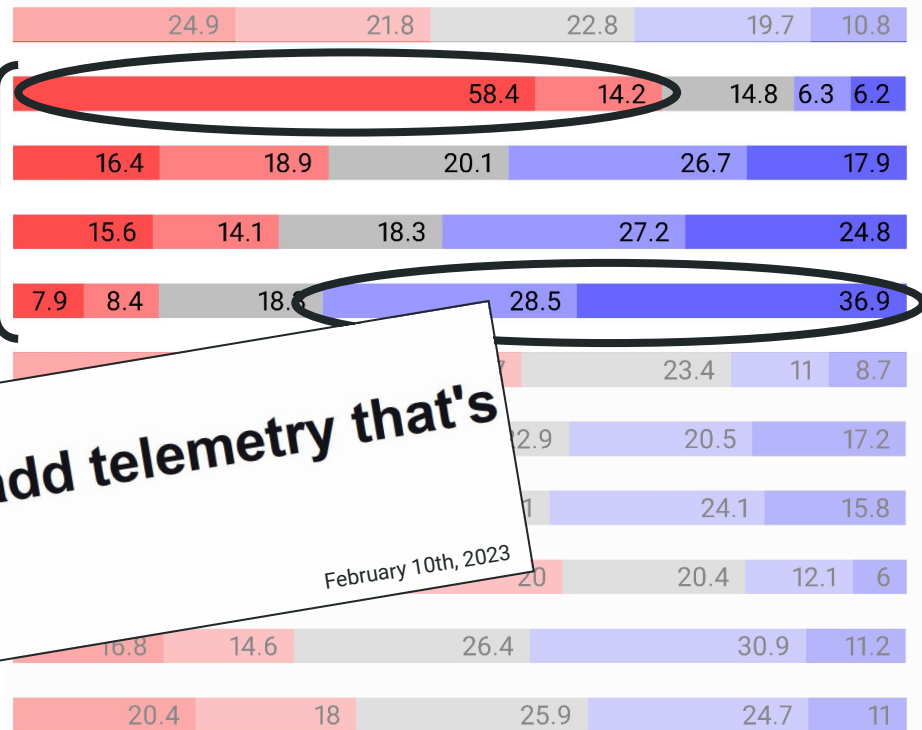 24.9 21.8 22.8 19.7 10.8
58.4 14.2 14.8 6.3 6.2
16.4 18.9 20.1 26.7 17.9
15.6 14.1 18.3 27.2 24.8
7.9 8.4 28.5 36.9
23.4 11 8.7
add telemetry that's
20.5 17.2
24.1 15.8
February 10th, 2023
20 20.4 12.1 6
16.8 14.6 26.4 30.9 11.2
20.4 18 25.9 24.7 11